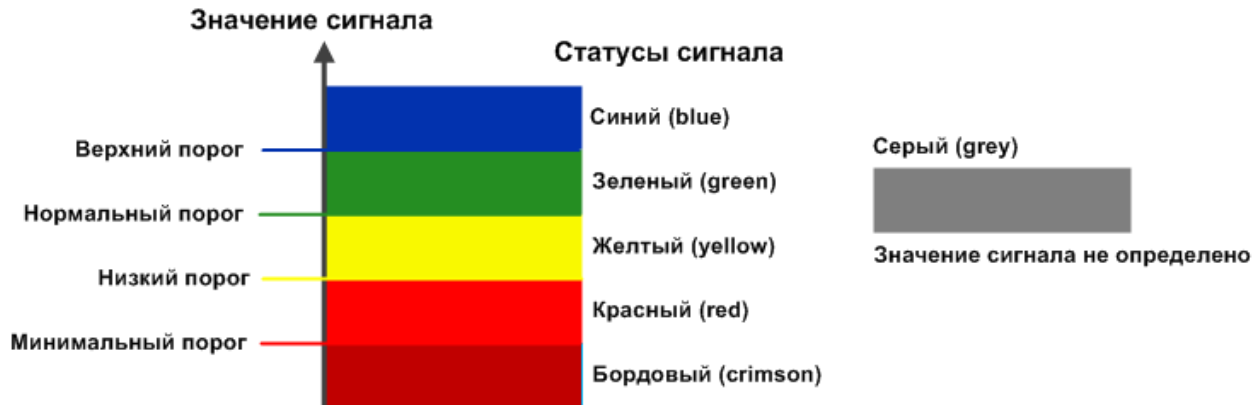 Значение сигнала
Статусы сигнала
Синий (blue)
Верхний порог
Серый (grey)
Зеленый (green)
Нормальный порог
Желтый (yellow)
Значение сигнала не определено
Низкий порог
Красный (red)
Минимальный порог
Бордовый (crimson)